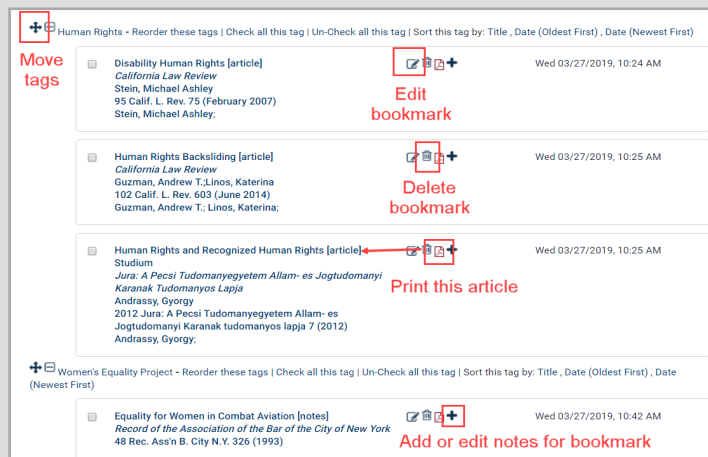 Human Rights - Reorder these tags | Check all this tag | Un-Check all this tag | Sort this tag by: Title , Date (Oldest First) , Date (Newest First)
Move
tags
Disability Human Rights [article]
California Law Review
Stein, Michael Ashley
95 Calif. L. Rev. 75 (February 2007)
Stein, Michael Ashley;
Wed 03/27/2019, 10:24 AM
Edit
bookmark
Human Rights Backsliding [article]
California Law Review
Guzman, Andrew T.;Linos, Katerina
102 Calif. L. Rev. 603 (June 2014)
Guzman, Andrew T.; Linos, Katerina;
Wed 03/27/2019, 10:25 AM
Delete
bookmark
Human Rights and Recognized Human Rights [article]
Studium
Jura: A Pecsi Tudomanyegyetem Allam- es Jogtudomanyi
Karanak Tudomanyos Lapja
Andrassy, Gyorgy
2012 Jura: A Pecsi Tudomanyegyetem Allam- es
Jogtudomanyi Karanak tudomanyos lapja 7 (2012)
Andrassy, Gyorgy;
Wed 03/27/2019, 10:25 AM
Print this article
Women's Equality Project - Reorder these tags | Check all this tag | Un-Check all this tag | Sort this tag by: Title , Date (Oldest First) , Date
(Newest First)
Equality for Women in Combat Aviation [notes]
Record of the Association of the Bar of the City of New York
48 Rec. Ass'n B. City N.Y. 326 (1993)
Wed 03/27/2019, 10:42 AM
Add or edit notes for bookmark